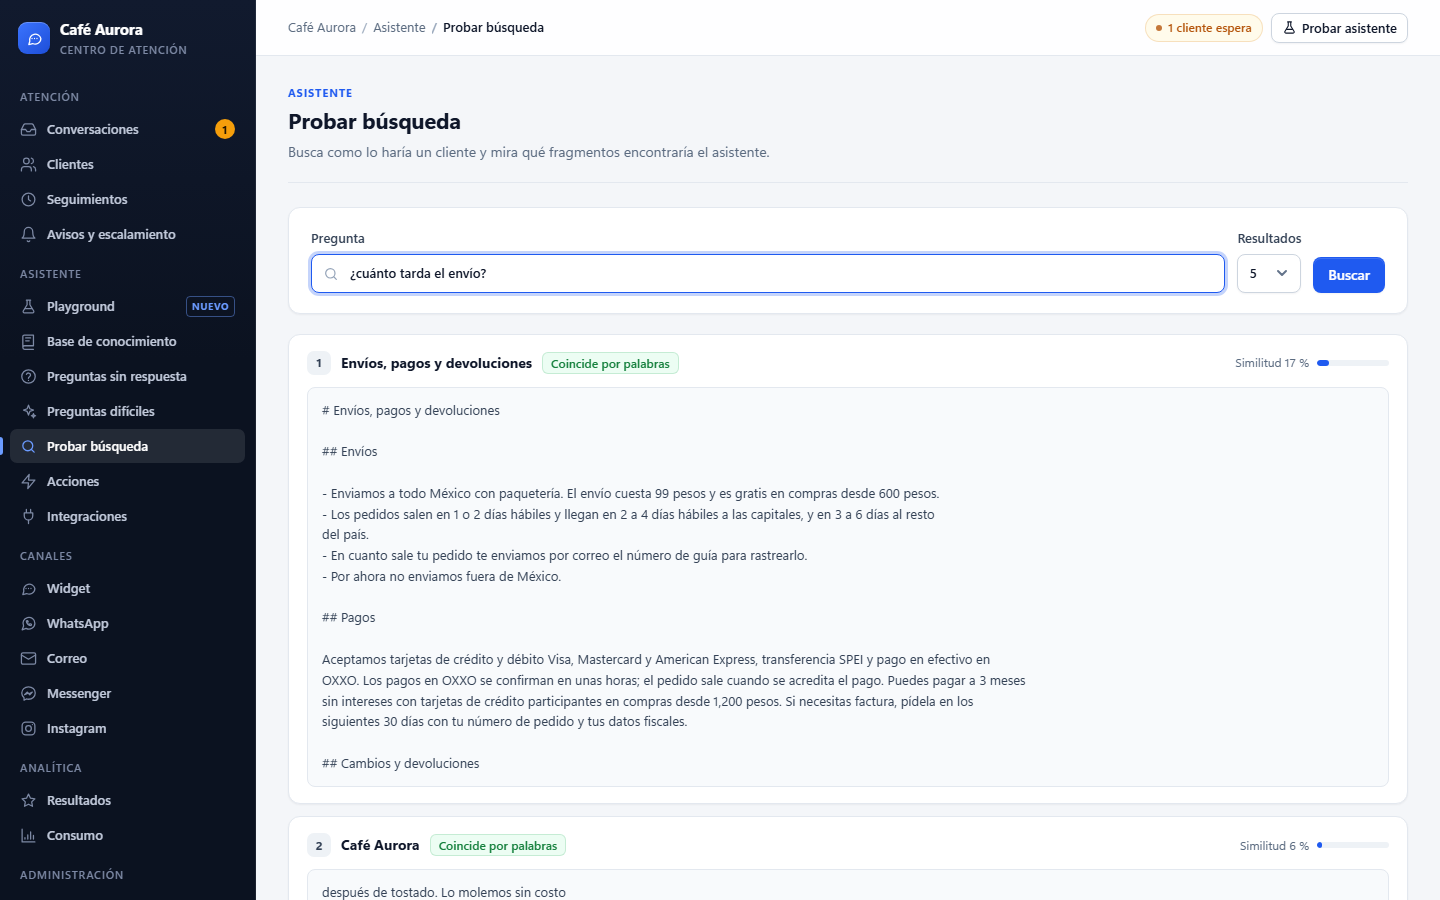 Café Aurora
CENTRO DE ATENCIÓN
ATENCIÓN
Conversaciones
1
Clientes
Seguimientos
Avisos y escalamiento
ASISTENTE
Playground
NUEVO
Base de conocimiento
Preguntas sin respuesta
Preguntas difíciles
Probar búsqueda
Acciones
Integraciones
CANALES
Widget
WhatsApp
Correo
Messenger
Instagram
ANALÍTICA
Resultados
Consumo
ADMINISTRACIÓN
Café Aurora / Asistente / Probar búsqueda
1 cliente espera
Probar asistente
ASISTENTE
Probar búsqueda
Busca como lo haría un cliente y mira qué fragmentos encontraría el asistente.
Pregunta
Resultados
¿cuánto tarda el envío?
5
Buscar
1 Envíos, pagos y devoluciones Coincide por palabras Similitud 17 %
# Envíos, pagos y devoluciones
## Envíos
- Enviamos a todo México con paquetería. El envío cuesta 99 pesos y es gratis en compras desde 600 pesos.
- Los pedidos salen en 1 o 2 días hábiles y llegan en 2 a 4 días hábiles a las capitales, y en 3 a 6 días al resto
del país.
- En cuanto sale tu pedido te enviamos por correo el número de guía para rastrearlo.
- Por ahora no enviamos fuera de México.
## Pagos
Aceptamos tarjetas de crédito y débito Visa, Mastercard y American Express, transferencia SPEI y pago en efectivo en
OXXO. Los pagos en OXXO se confirman en unas horas; el pedido sale cuando se acredita el pago. Puedes pagar a 3 meses
sin intereses con tarjetas de crédito participantes en compras desde 1,200 pesos. Si necesitas factura, pídela en los
siguientes 30 días con tu número de pedido y tus datos fiscales.
## Cambios y devoluciones
2 Café Aurora Coincide por palabras Similitud 6 %
después de tostado. Lo molemos sin costo